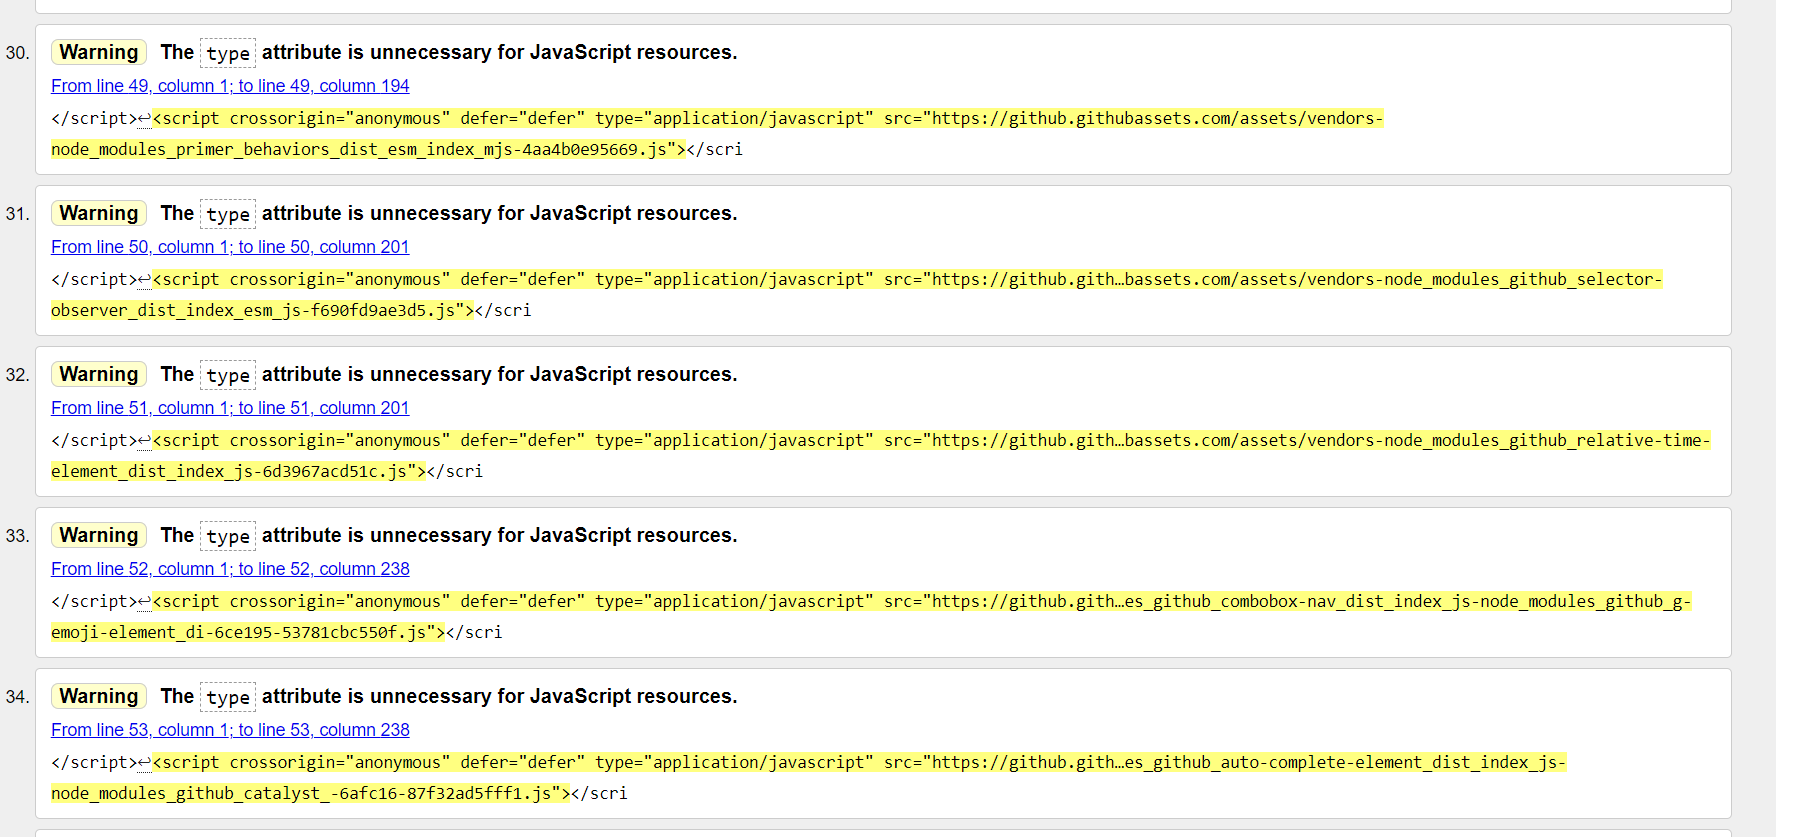 30. Warning The type attribute is unnecessary for JavaScript resources.
From line 49, column 1; to line 49, column 194
</script>↩<script crossorigin="anonymous" defer="defer" type="application/javascript" src="https://github.githubassets.com/assets/vendors-
node_modules_primer_behaviors_dist_esm_index_mjs-4aa4b0e95669.js"></scri
31. Warning The type attribute is unnecessary for JavaScript resources.
From line 50, column 1; to line 50, column 201
</script>↩<script crossorigin="anonymous" defer="defer" type="application/javascript" src="https://github.gith…bassets.com/assets/vendors-node_modules_github_selector-
observer_dist_index_esm_js-f690fd9ae3d5.js"></scri
32. Warning The type attribute is unnecessary for JavaScript resources.
From line 51, column 1; to line 51, column 201
</script>↩<script crossorigin="anonymous" defer="defer" type="application/javascript" src="https://github.gith…bassets.com/assets/vendors-node_modules_github_relative-time-
element_dist_index_js-6d3967acd51c.js"></scri
33. Warning The type attribute is unnecessary for JavaScript resources.
From line 52, column 1; to line 52, column 238
</script>↩<script crossorigin="anonymous" defer="defer" type="application/javascript" src="https://github.gith…es_github_combobox-nav_dist_index_js-node_modules_github_g-
emoji-element_di-6ce195-53781cbc550f.js"></scri
34. Warning The type attribute is unnecessary for JavaScript resources.
From line 53, column 1; to line 53, column 238
</script>↩<script crossorigin="anonymous" defer="defer" type="application/javascript" src="https://github.gith…es_github_auto-complete-element_dist_index_js-
node_modules_github_catalyst_-6afc16-87f32ad5fff1.js"></scri